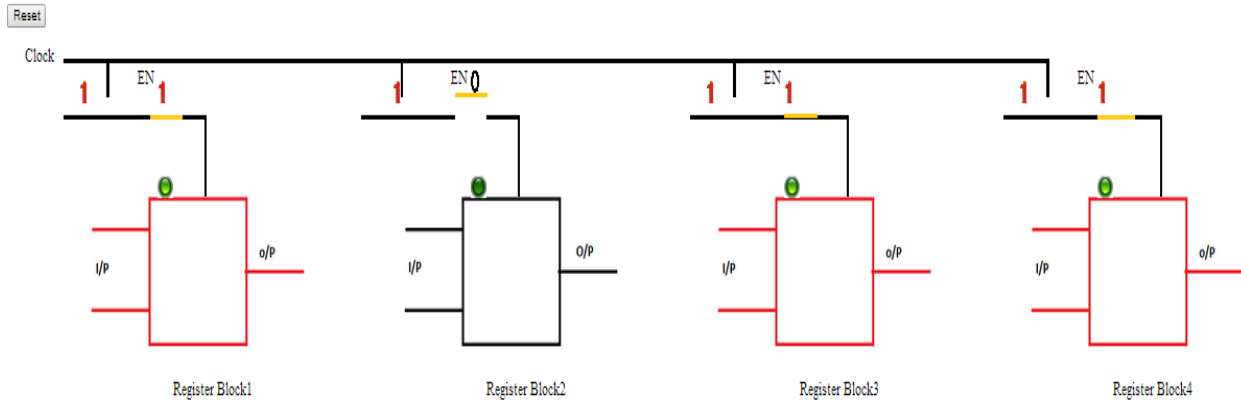 Reset
Clock
1 EN 1 1 EN 0 1 EN 1 1 EN 1
o/P O/P o/P o/P
I/P I/P I/P I/P
Register Block1 Register Block2 Register Block3 Register Block4